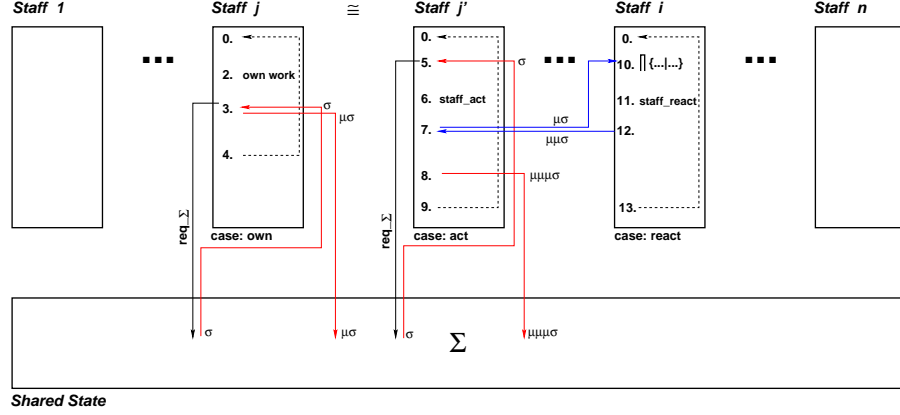 Staff 1
Staff j
≅
Staff j'
Staff i
Staff n
0.
2. own work
3.
4.
σ
μσ
req_Σ
case: own
σ
μσ
0.
5.
6. staff_act
7.
8.
9.
σ
μσ
μμσ
μμμσ
req_Σ
case: act
σ
μμμσ
0.
10. ⌈⌉ {...|...}
11. staff_react
12.
13.
case: react
Σ
Shared State